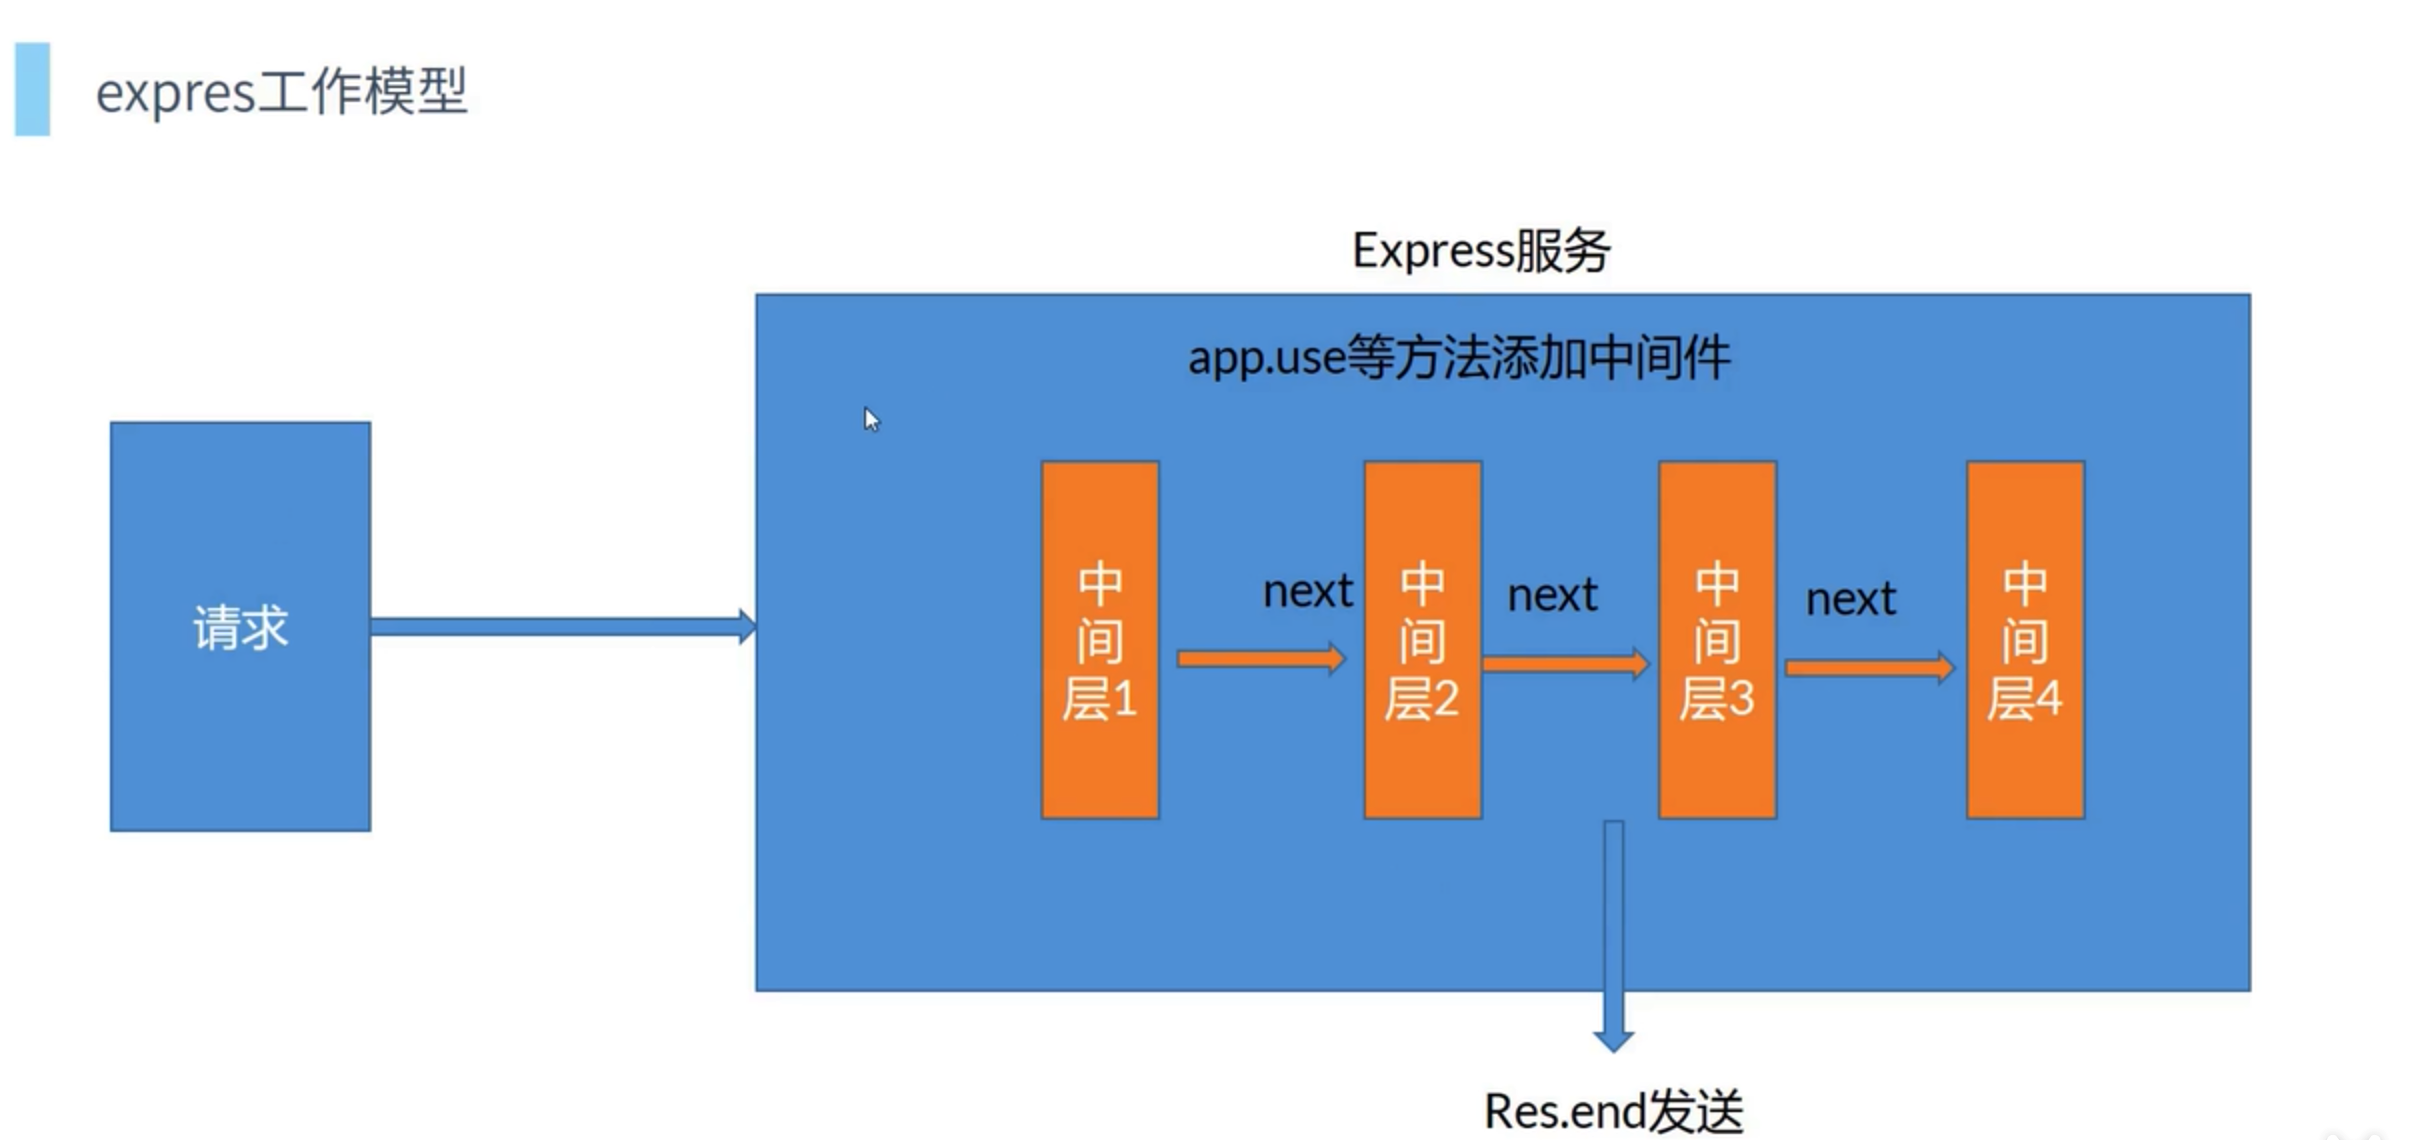 expres工作模型
Express服务
app.use等方法添加中间件
请求
中
间
层1
next
中
间
层2
next
中
间
层3
next
中
间
层4
Res.end发送